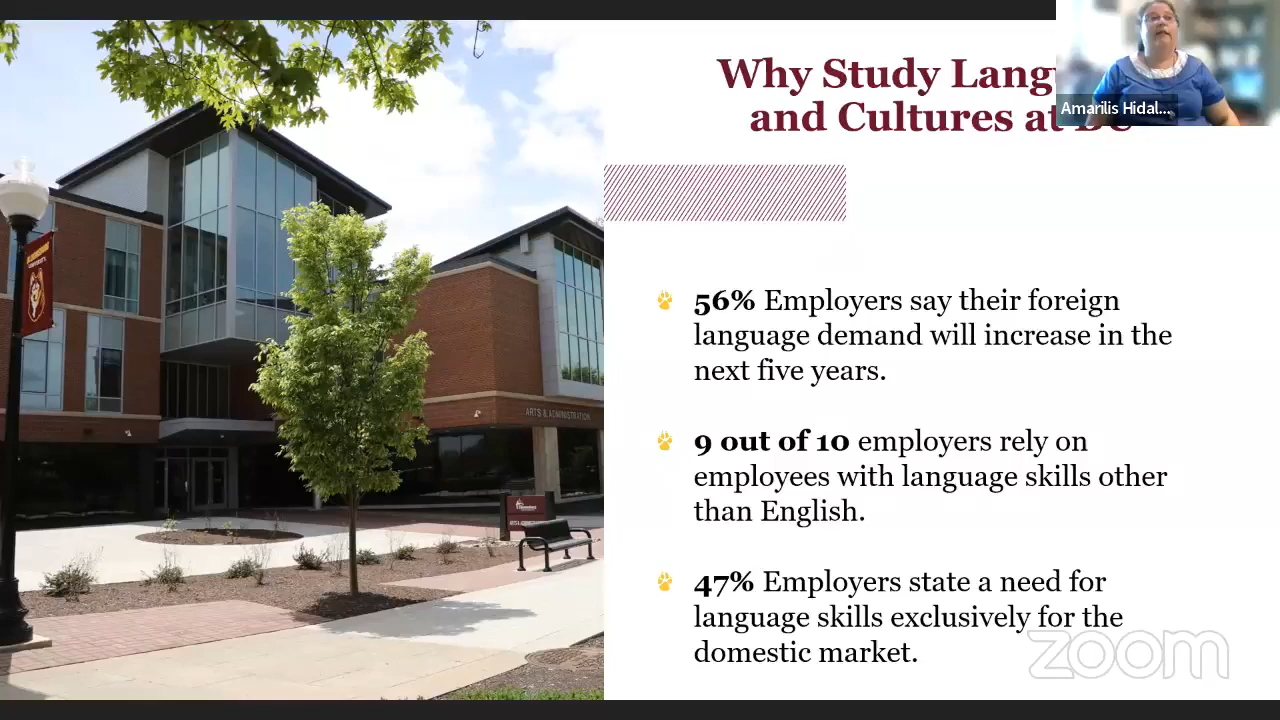 Why Study Lang
and Cultures at
Amarilis Hidal...
56% Employers say their foreign
language demand will increase in the
next five years.
9 out of 10 employers rely on
employees with language skills other
than English.
47% Employers state a need for
language skills exclusively for the
domestic market.
zoom
BLOOMSBURG
UNIVERSITY
ARTS & ADMINISTRATION